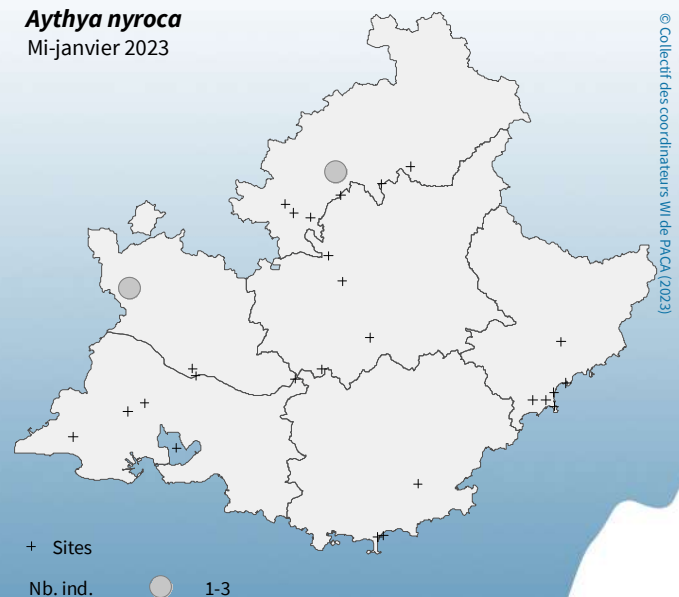 Aythya nyroca
Mi-janvier 2023
© Collectif des coordinateurs WI de PACA (2023)
Sites
Nb. ind. 1-3